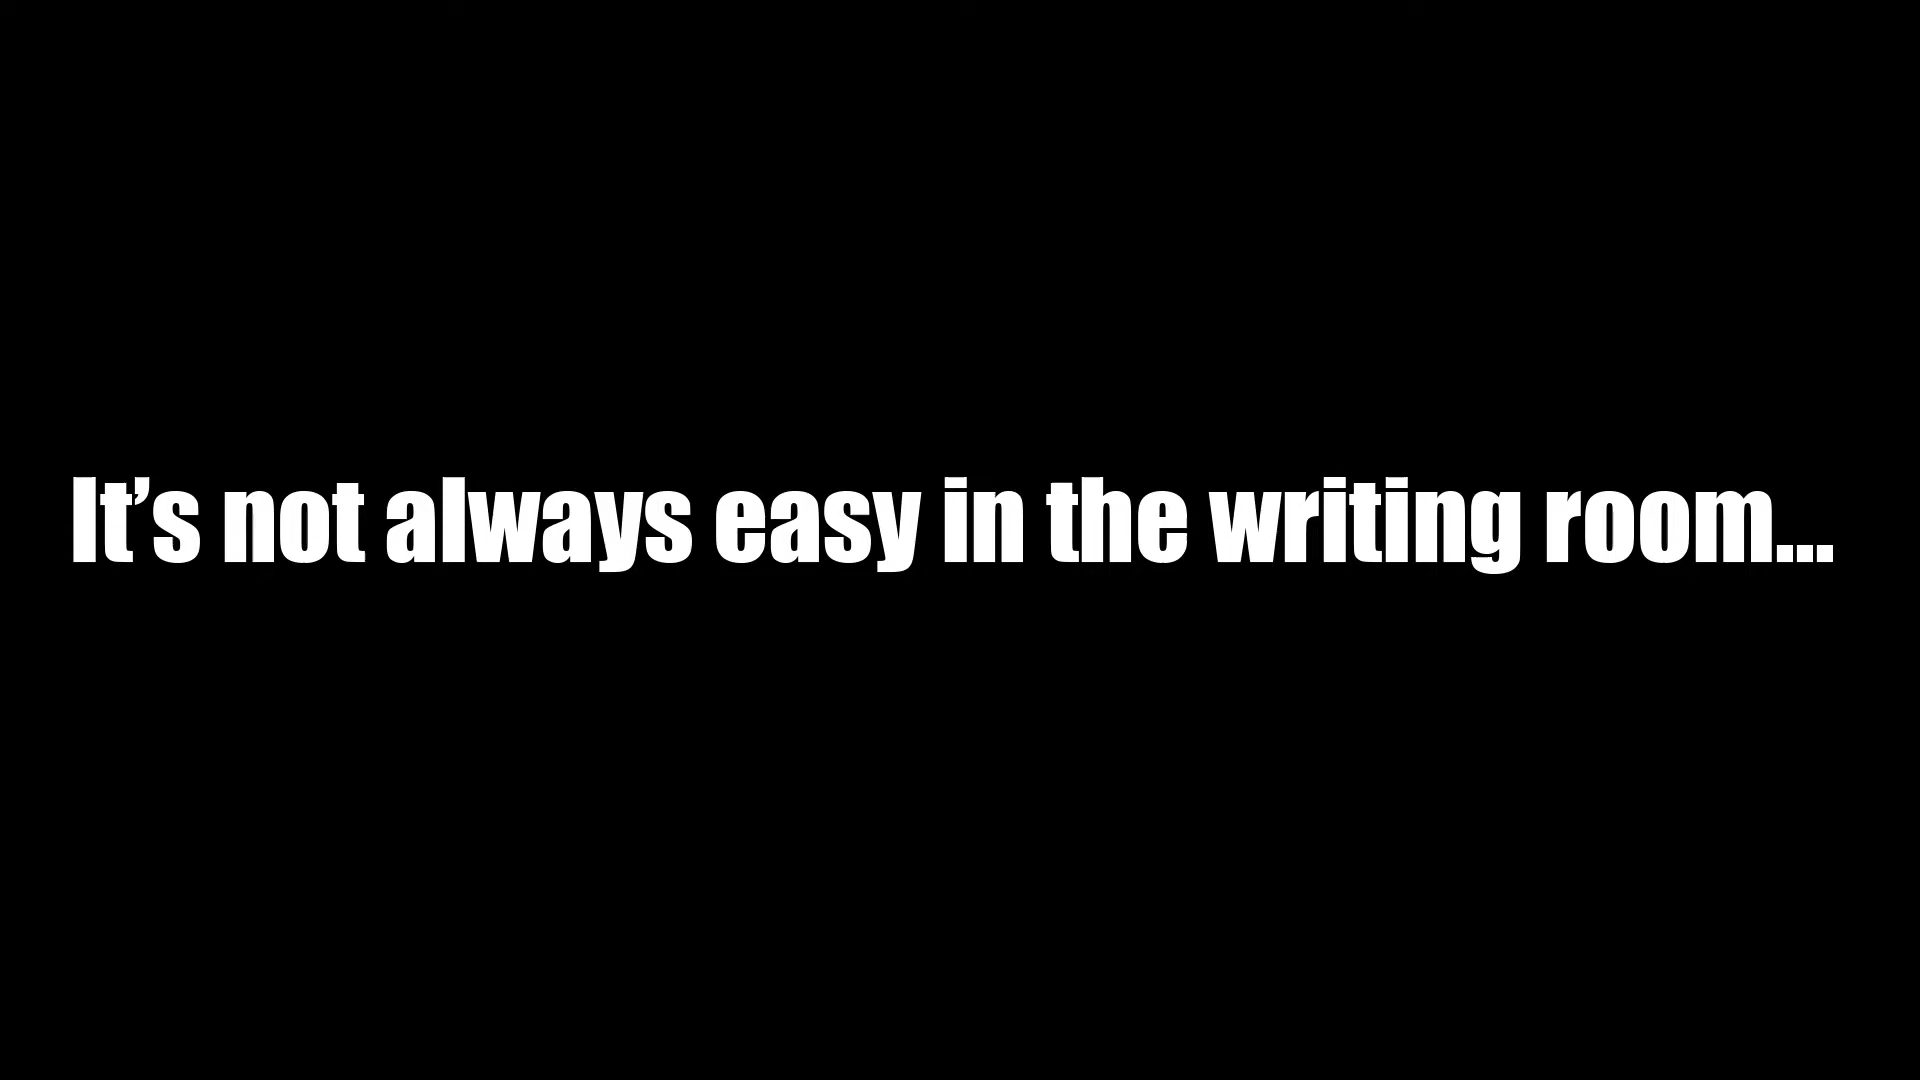 It’s not always easy in the writing room...